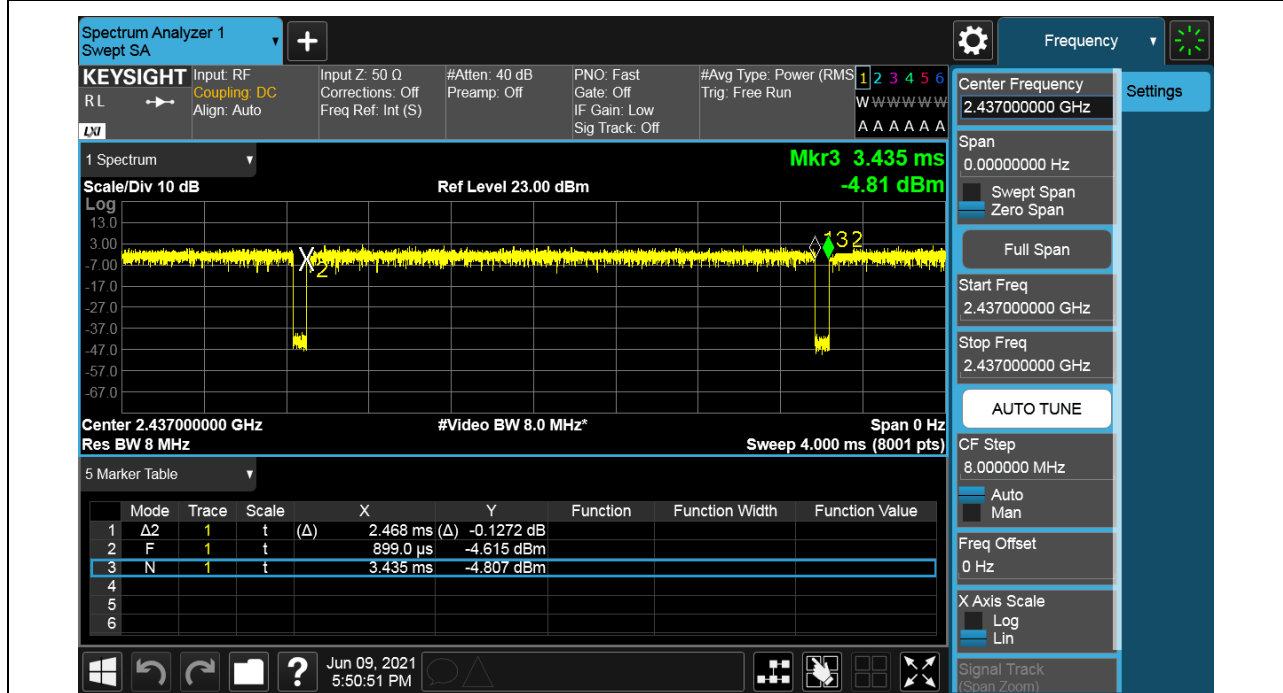 Spectrum Analyzer 1
Swept SA
Frequency
KEYSIGHT
RL
LXI
Input: RF
Coupling: DC
Align: Auto
Input Z: 50 Ω
Corrections: Off
Freq Ref: Int (S)
#Atten: 40 dB
Preamp: Off
PNO: Fast
Gate: Off
IF Gain: Low
Sig Track: Off
#Avg Type: Power (RMS
Trig: Free Run
1 2 3 4 5 6
W W W W W W
A A A A A A
1 Spectrum
Mkr3 3.435 ms
-4.81 dBm
Scale/Div 10 dB
Ref Level 23.00 dBm
Log
13.0
3.00
-7.00
-17.0
-27.0
-37.0
-47.0
-57.0
-67.0
X
2
132
Center 2.437000000 GHz
#Video BW 8.0 MHz*
Span 0 Hz
Res BW 8 MHz
Sweep 4.000 ms (8001 pts)
5 Marker Table
Mode Trace Scale X Y Function Function Width Function Value
1 Δ2 1 t (Δ) 2.468 ms (Δ) -0.1272 dB
2 F 1 t 899.0 µs -4.615 dBm
3 N 1 t 3.435 ms -4.807 dBm
4
5
6
?
Jun 09, 2021
5:50:51 PM
Center Frequency
2.437000000 GHz
Settings
Span
0.00000000 Hz
Swept Span
Zero Span
Full Span
Start Freq
2.437000000 GHz
Stop Freq
2.437000000 GHz
AUTO TUNE
CF Step
8.000000 MHz
Auto
Man
Freq Offset
0 Hz
X Axis Scale
Log
Lin
Signal Track
(Span Zoom)